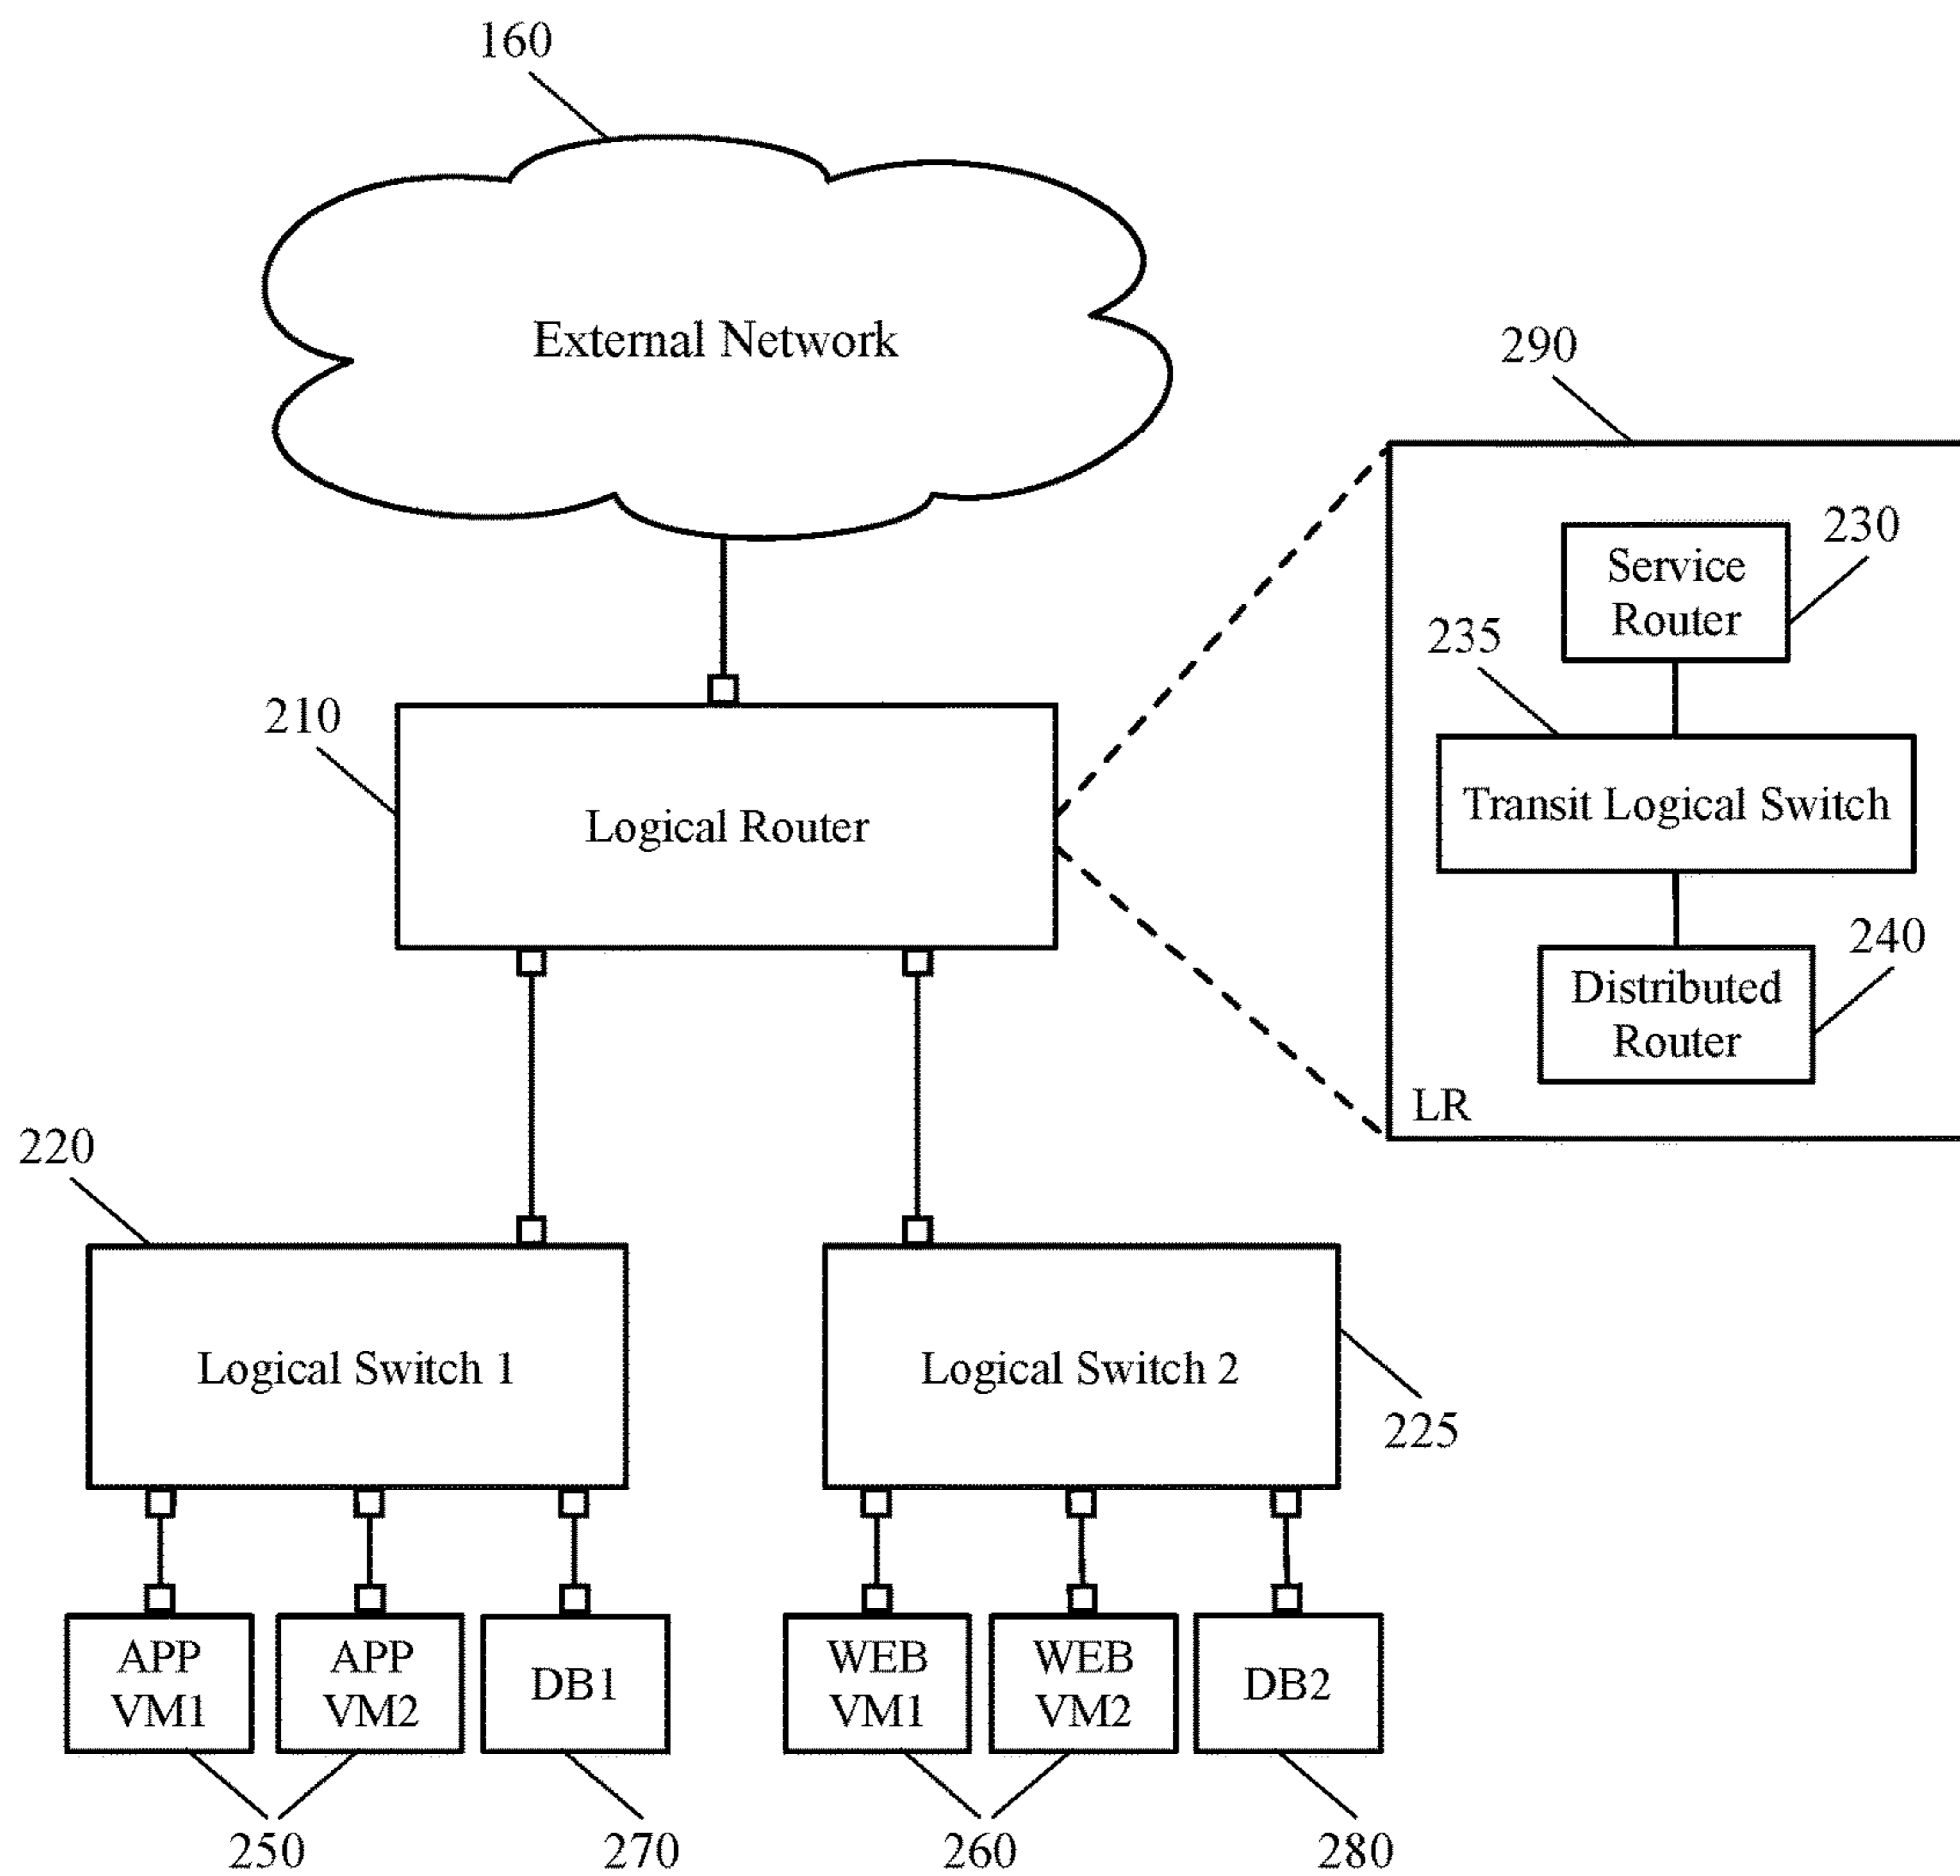 160
External Network
290
Service
Router
230
235
Transit Logical Switch
240
Distributed
Router
LR
210
Logical Router
220
Logical Switch 1
Logical Switch 2
225
APP
VM1
APP
VM2
DB1
WEB
VM1
WEB
VM2
DB2
250
270
260
280